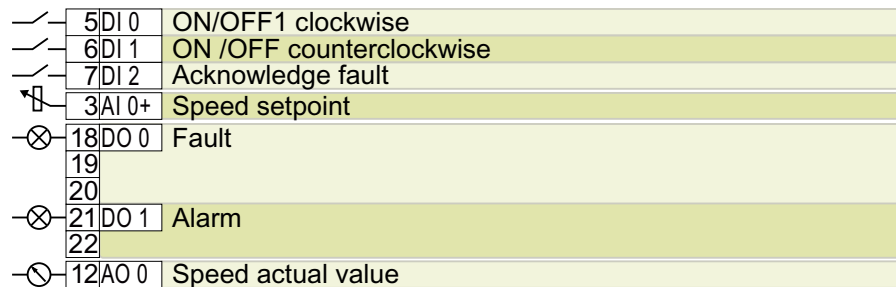 5 DI 0 ON/OFF1 clockwise
6 DI 1 ON /OFF counterclockwise
7 DI 2 Acknowledge fault
3 AI 0+ Speed setpoint
18 DO 0 Fault
19
20
21 DO 1 Alarm
22
12 AO 0 Speed actual value